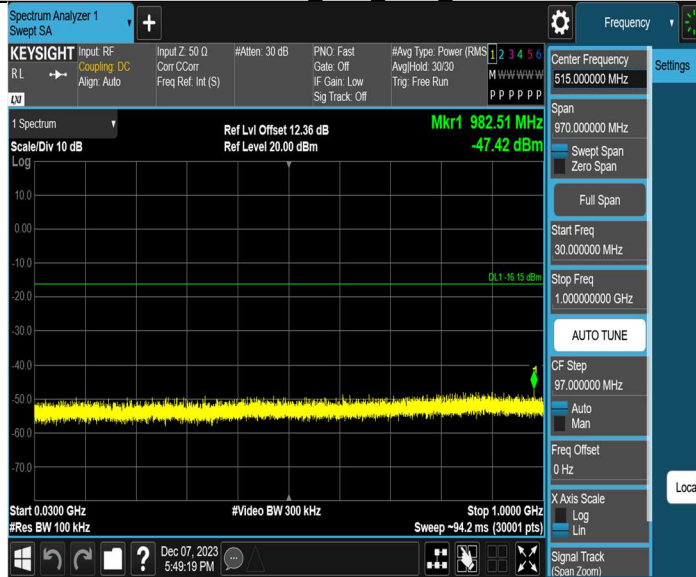 Spectrum Analyzer 1
Swept SA
Frequency
KEYSIGHT
RL
LXI
Input: RF
Coupling: DC
Align: Auto
Input Z: 50 Ω
Corr CCorr
Freq Ref: Int (S)
#Atten: 30 dB
PNO: Fast
Gate: Off
IF Gain: Low
Sig Track: Off
#Avg Type: Power (RMS
Avg|Hold: 30/30
Trig: Free Run
1 2 3 4 5 6
M W W W W W
P P P P P P
1 Spectrum
Scale/Div 10 dB
Ref Lvl Offset 12.36 dB
Ref Level 20.00 dBm
Mkr1 982.51 MHz
-47.42 dBm
Log
10.0
0.00
-10.0
-20.0
-30.0
-40.0
-50.0
-60.0
-70.0
DL1 -16.15 dBm
1
Start 0.0300 GHz
#Res BW 100 kHz
#Video BW 300 kHz
Stop 1.0000 GHz
Sweep ~94.2 ms (30001 pts)
?
Dec 07, 2023
5:49:19 PM
Center Frequency
515.000000 MHz
Settings
Span
970.000000 MHz
Swept Span
Zero Span
Full Span
Start Freq
30.000000 MHz
Stop Freq
1.000000000 GHz
AUTO TUNE
CF Step
97.000000 MHz
Auto
Man
Freq Offset
0 Hz
Loca
X Axis Scale
Log
Lin
Signal Track
(Span Zoom)